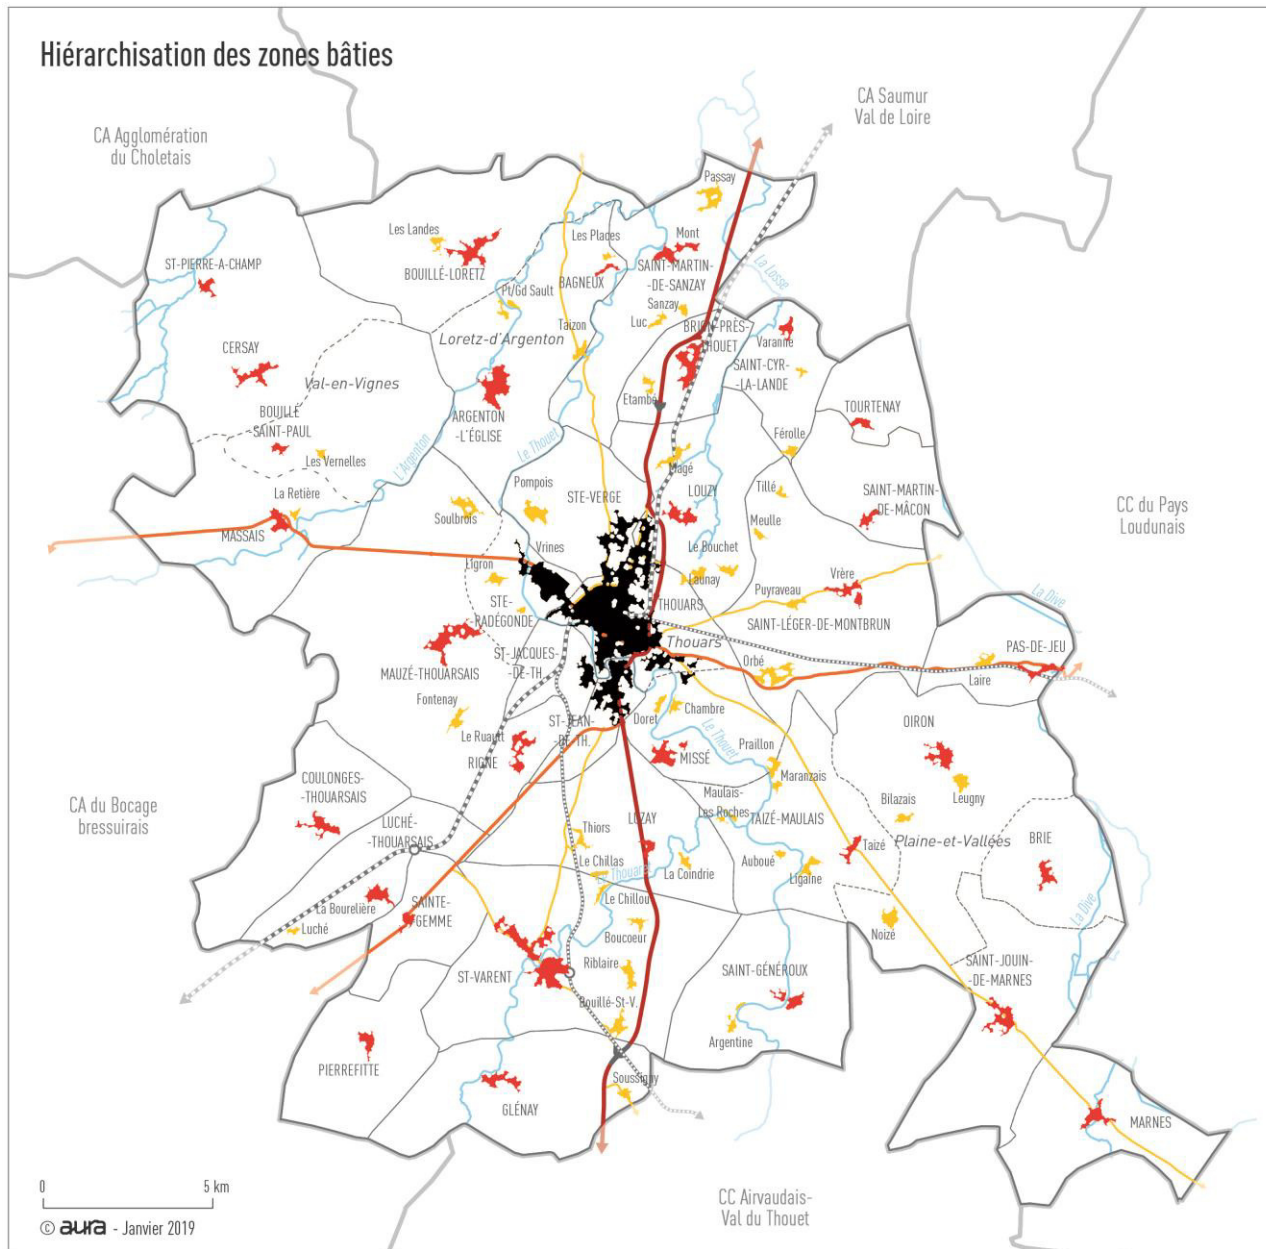 Hiérarchisation des zones bâties
CA Saumur
Val de Loire
CA Agglomération
du Choletais
Passay
Les Landes
Les Places
Mont
ST-PIERRE-A-CHAMP
BOUILLÉ-LORETZ
BAGNEUX
SAINT-MARTIN-
-DE-SANZAY
La Losse
Pt/Gd Sault
Sanzay
Luc
Taizon
BRION-PRÈS-
THOUET
Varanne
Loretz-d'Argenton
CERSAY
Val-en-Vignes
SAINT-CYR-
-LA-LANDE
Etambé
TOURTENAY
BOUILLÉ
-SAINT-PAUL
ARGENTON
-L'ÉGLISE
Férolle
Les Vernelles
L'Argenton
Le Thouet
Magé
La Retière
Pompois
STE-VERGE
LOUZY
Tillé
SAINT-MARTIN-
-DE-MÂCON
CC du Pays
Loudunais
Soulbrois
Meulle
MASSAIS
Vrines
Le Bouchet
Ligron
Launay
Puyraveau
Vrère
La Dive
STE-
-RADÉGONDE
THOUARS
SAINT-LÉGER-DE-MONTBRUN
Thouars
PAS-DE-JEU
ST-JACQUES-
-DE-TH.
MAUZÉ-THOUARSAIS
Orbé
Laire
Fontenay
Chambre
ST-JEAN-
-DE-TH.
Doret
OIRON
Le Ruault
RIGNÉ
Le Thouet
MISSÉ
Praillon
Maranzais
COULONGES-
-THOUARSAIS
Leugny
CA du Bocage
bressuirais
Maulais-
Les Roches
Bilazais
LUCHÉ-
-THOUARSAIS
Thiors
LUZAY
TAIZÉ-MAULAIS
Taizé
Plaine-et-Vallées
BRIE
Le Chillas
Le Thouaret
La Coindrie
Auboué
Ligaine
La Bourelière
SAINTE-
-GEMME
Le Chillou
La Dive
Luché
Boucoeur
Noizé
ST-VARENT
Riblaire
SAINT-GÉNÉROUX
SAINT-JOUIN-
-DE-MARNES
Bouillé-St-V.
Argentine
PIERREFITTE
Soussigny
GLÉNAY
MARNES
0 5 km
CC Airvaudais-
Val du Thouet
© aura - Janvier 2019